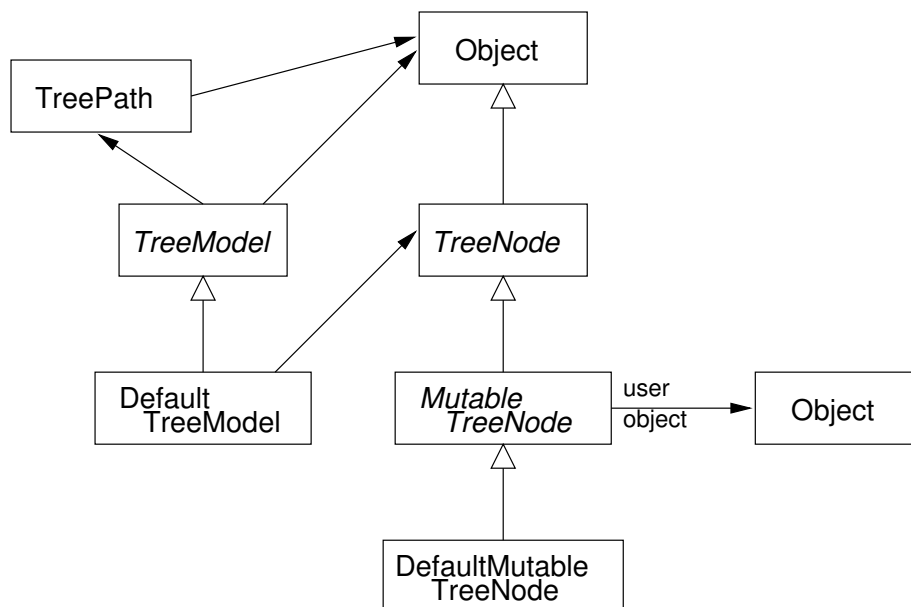 Object
TreePath
TreeModel
TreeNode
Default
TreeModel
Mutable
TreeNode
user
object
Object
DefaultMutable
TreeNode